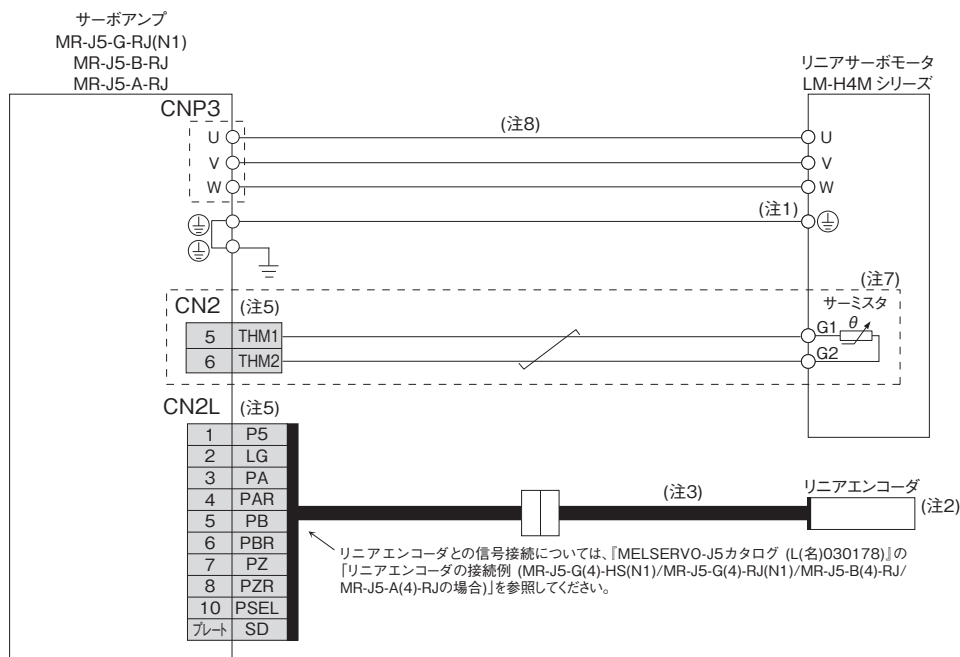 サーボアンプ
MR-J5-G-RJ(N1)
MR-J5-B-RJ
MR-J5-A-RJ
リニアサーボモータ
LM-H4M シリーズ
CNP3
(注8)
U U
V V
W W
(注1)
(注7)
CN2 (注5)
サーミスタ
5 THM1 G1 θ
6 THM2 G2
CN2L (注5)
1 P5
2 LG
3 PA
4 PAR
5 PB
6 PBR
7 PZ
8 PZR
10 PSEL
プレート SD
(注3)
リニアエンコーダ
(注2)
リニアエンコーダとの信号接続については、『MELSERVO-J5カタログ (L(名)030178)』の
「リニアエンコーダの接続例 (MR-J5-G(4)-HS(N1)/MR-J5-G(4)-RJ(N1)/MR-J5-B(4)-RJ/
MR-J5-A(4)-RJの場合)」を参照してください。